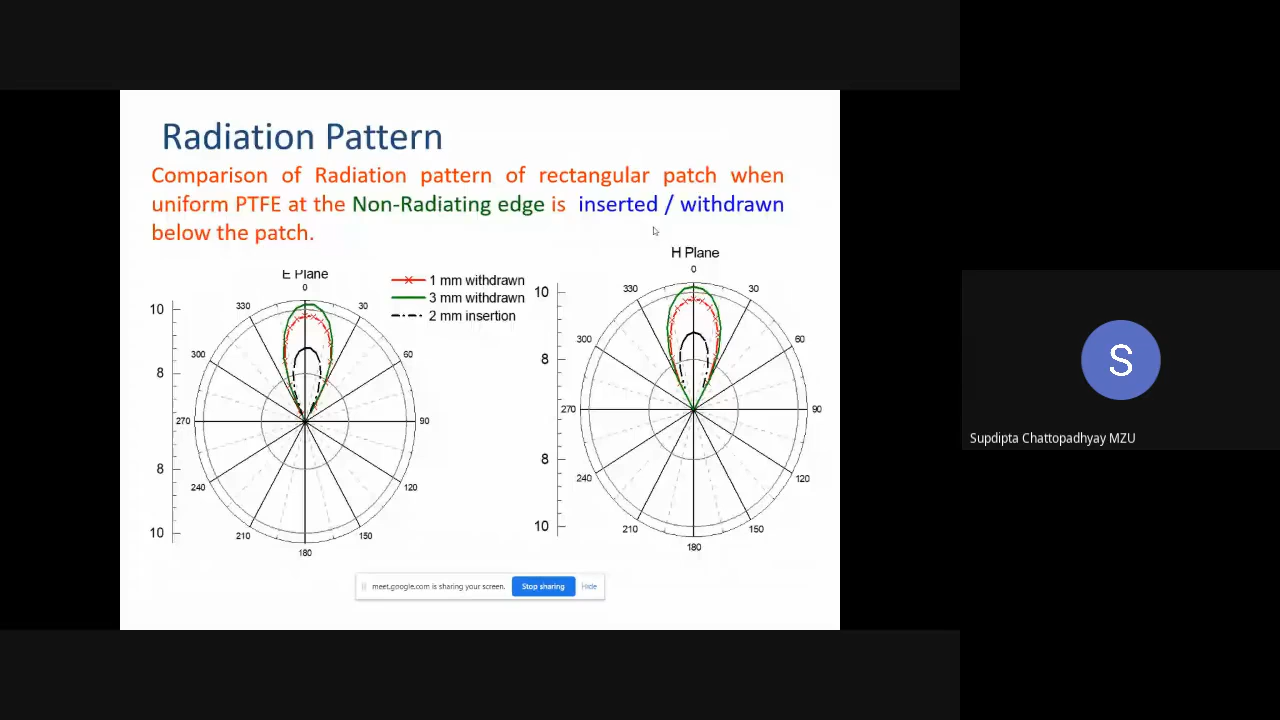 Radiation Pattern
Comparison of Radiation pattern of rectangular patch when
uniform PTFE at the Non-Radiating edge is inserted / withdrawn
below the patch.
E Plane
0
330
30
300
60
270
90
240
120
210
150
180
10
8
8
10
1 mm withdrawn
3 mm withdrawn
2 mm insertion
H Plane
0
330
30
300
60
270
90
240
120
210
150
180
10
8
8
10
meet.google.com is sharing your screen.
Stop sharing
Hide
S
Supdipta Chattopadhyay MZU